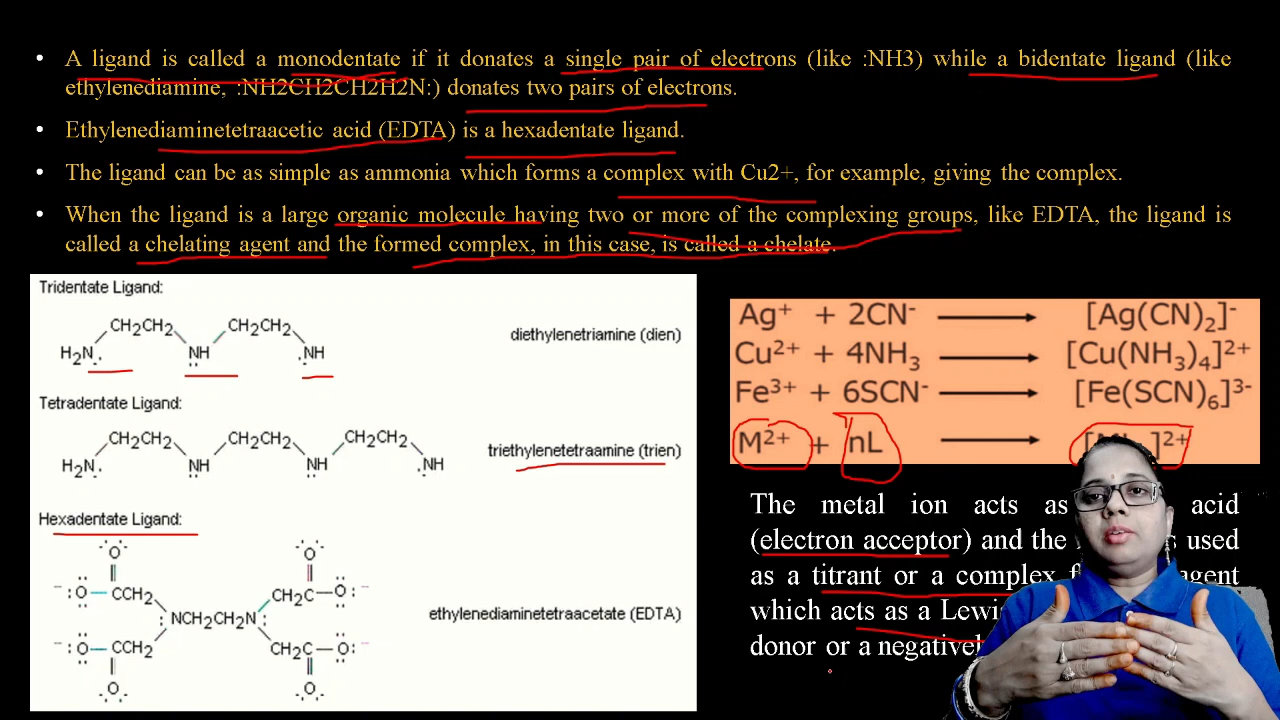 • A ligand is called a monodentate if it donates a single pair of electrons (like :NH3) while a bidentate ligand (like
ethylenediamine, :NH2CH2CH2H2N:) donates two pairs of electrons.
• Ethylenediaminetetraacetic acid (EDTA) is a hexadentate ligand.
• The ligand can be as simple as ammonia which forms a complex with Cu2+, for example, giving the complex.
• When the ligand is a large organic molecule having two or more of the complexing groups, like EDTA, the ligand is
called a chelating agent and the formed complex, in this case, is called a chelate.
Tridentate Ligand:
CH₂CH₂ CH₂CH₂
H₂N NH NH
diethylenetriamine (dien)
Tetradentate Ligand:
CH₂CH₂ CH₂CH₂ CH₂CH₂
H₂N NH NH NH
triethylenetetraamine (trien)
Hexadentate Ligand:
O O
⁻:O—CCH₂ CH₂C—O:⁻
:NCH₂CH₂N:
ethylenediaminetetraacetate (EDTA)
⁻:O—CCH₂ CH₂C—O:⁻
O O
Ag⁺ + 2CN⁻ ⟶ [Ag(CN)₂]⁻
Cu²⁺ + 4NH₃ ⟶ [Cu(NH₃)₄]²⁺
Fe³⁺ + 6SCN⁻ ⟶ [Fe(SCN)₆]³⁻
M²⁺ + nL ⟶ [M ]²⁺
The metal ion acts as acid
(electron acceptor) and the used
as a titrant or a complex agent
which acts as a Lewis
donor or a negatively